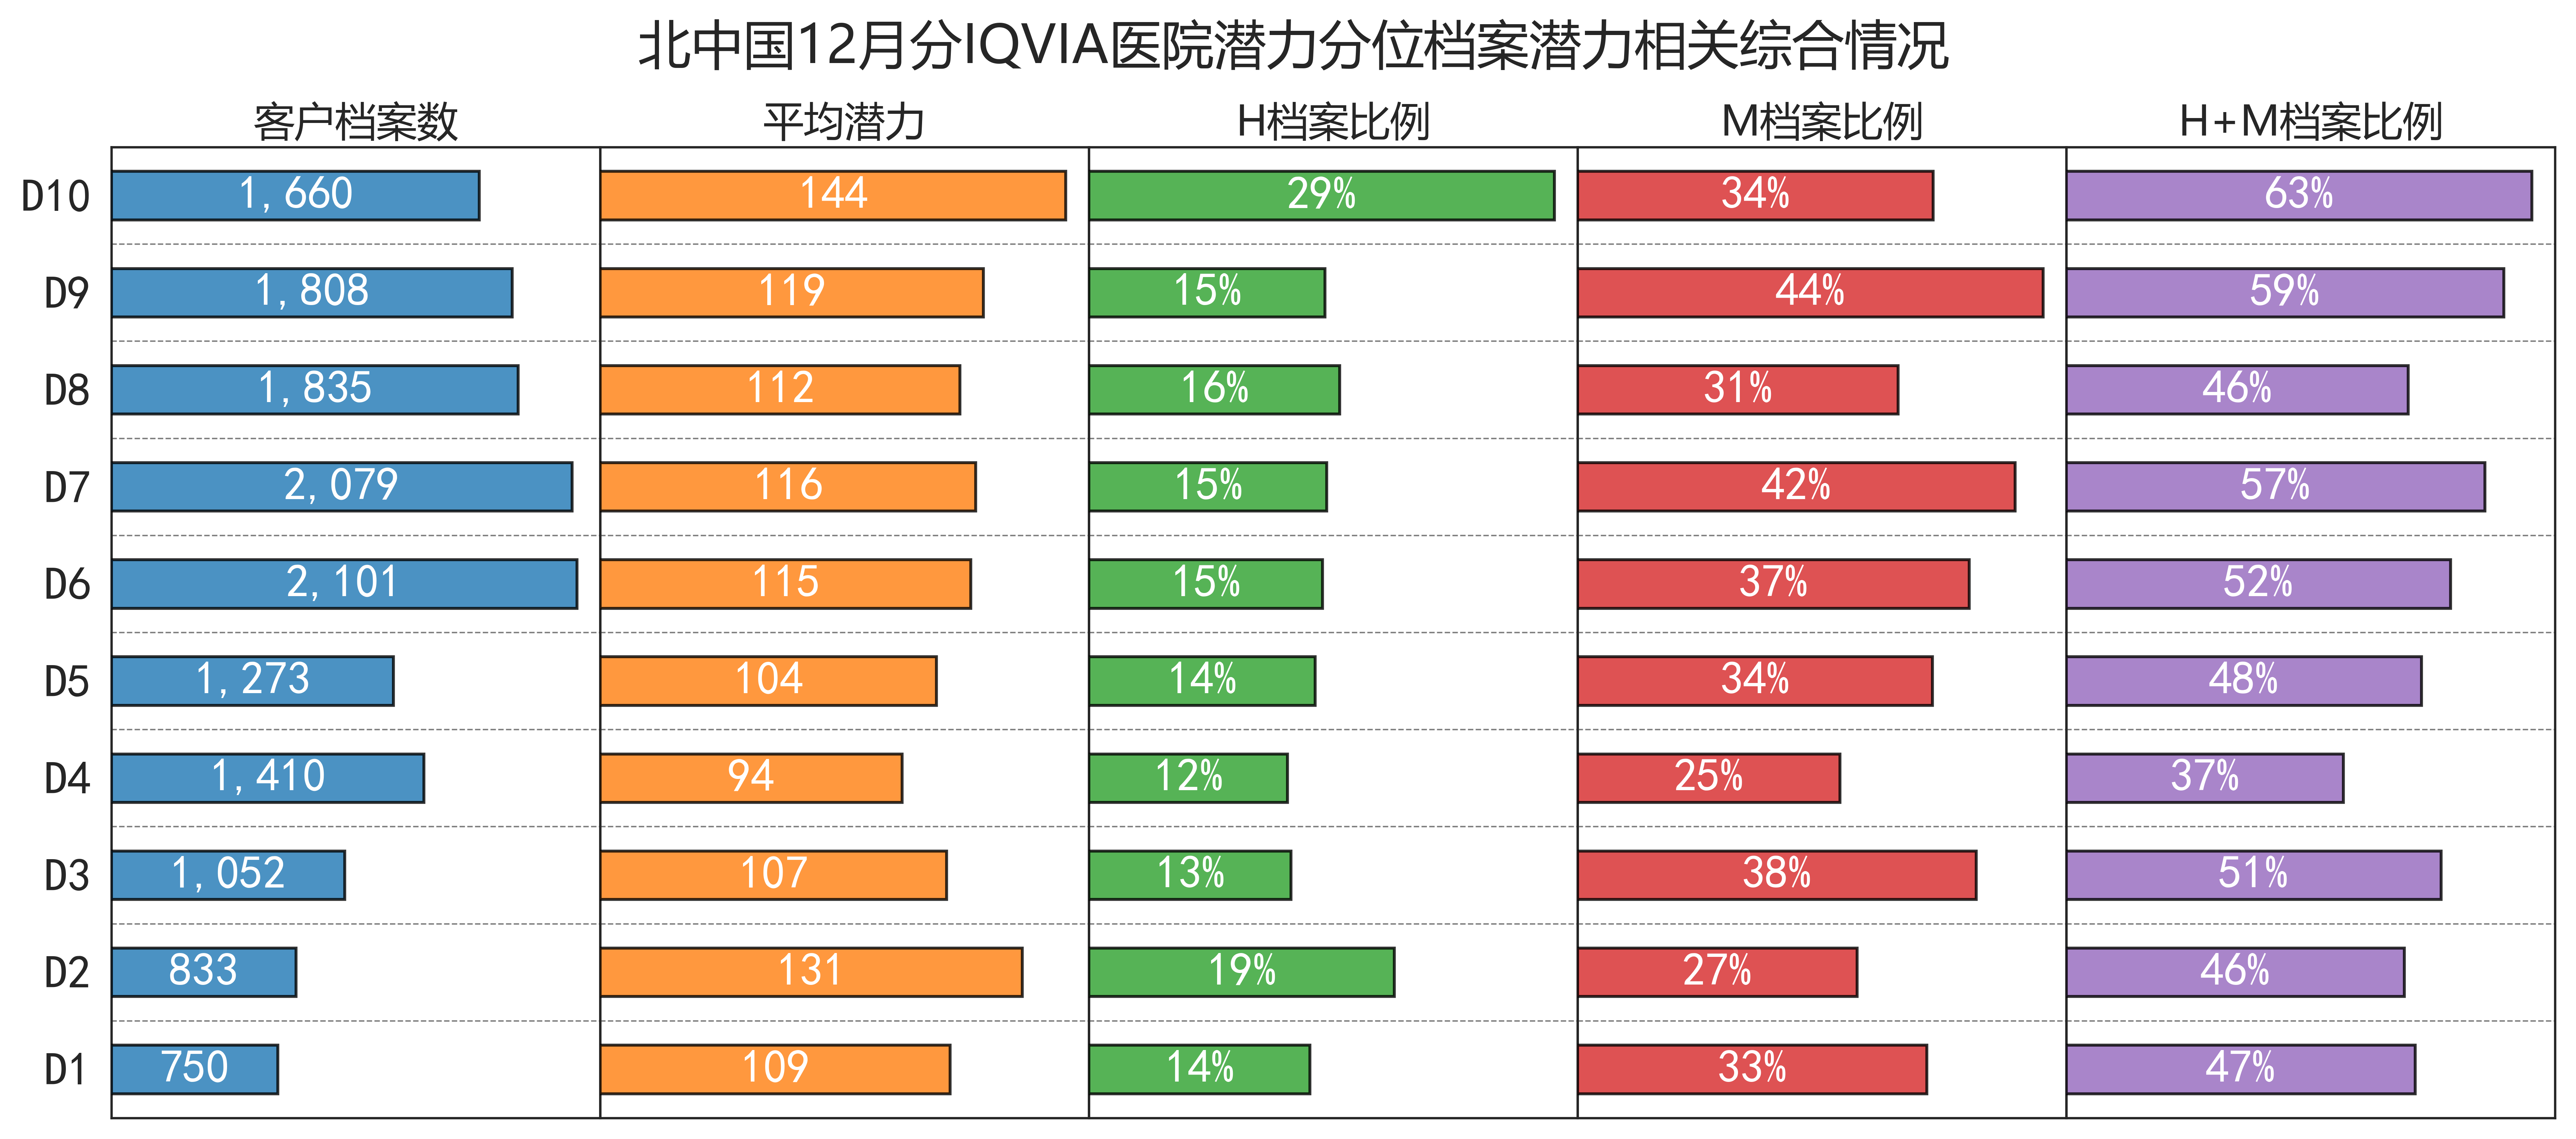 北中国12月分IQVIA医院潜力分位档案潜力相关综合情况
客户档案数 平均潜力 H档案比例 M档案比例 H+M档案比例
D10 1,660 144 29% 34% 63%
D9 1,808 119 15% 44% 59%
D8 1,835 112 16% 31% 46%
D7 2,079 116 15% 42% 57%
D6 2,101 115 15% 37% 52%
D5 1,273 104 14% 34% 48%
D4 1,410 94 12% 25% 37%
D3 1,052 107 13% 38% 51%
D2 833 131 19% 27% 46%
D1 750 109 14% 33% 47%